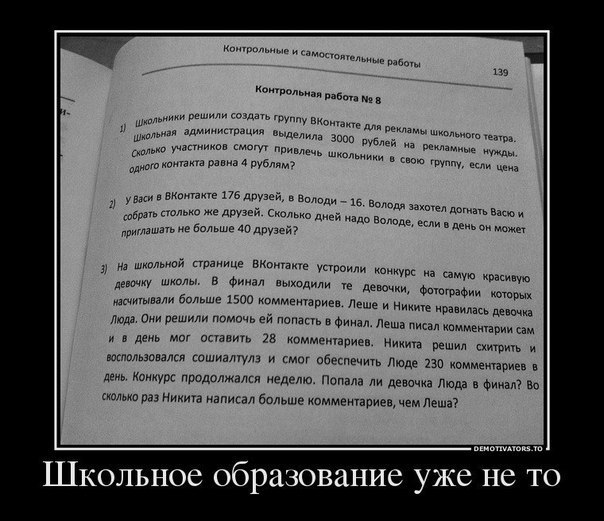 Контрольные и самостоятельные работы
139
Контрольная работа № 8
1) Школьники решили создать группу ВКонтакте для рекламы школьного театра.
Школьная администрация выделила 3000 рублей на рекламные нужды.
Сколько участников смогут привлечь школьники в свою группу, если цена
одного контакта равна 4 рублям?
2) У Васи в ВКонтакте 176 друзей, в Володи – 16. Володя захотел догнать Васю и
собрать столько же друзей. Сколько дней надо Володе, если в день он может
приглашать не больше 40 друзей?
3) На школьной странице ВКонтакте устроили конкурс на самую красивую
девочку школы. В финал выходили те девочки, фотографии которых
насчитывали больше 1500 комментариев. Леше и Никите нравилась девочка
Люда. Они решили помочь ей попасть в финал. Леша писал комментарии сам
и в день мог оставить 28 комментариев. Никита решил схитрить и
воспользовался сошиалтулз и смог обеспечить Люде 230 комментариев в
день. Конкурс продолжался неделю. Попала ли девочка Люда в финал? Во
сколько раз Никита написал больше комментариев, чем Леша?
DEMOTIVATORS.TO
Школьное образование уже не то